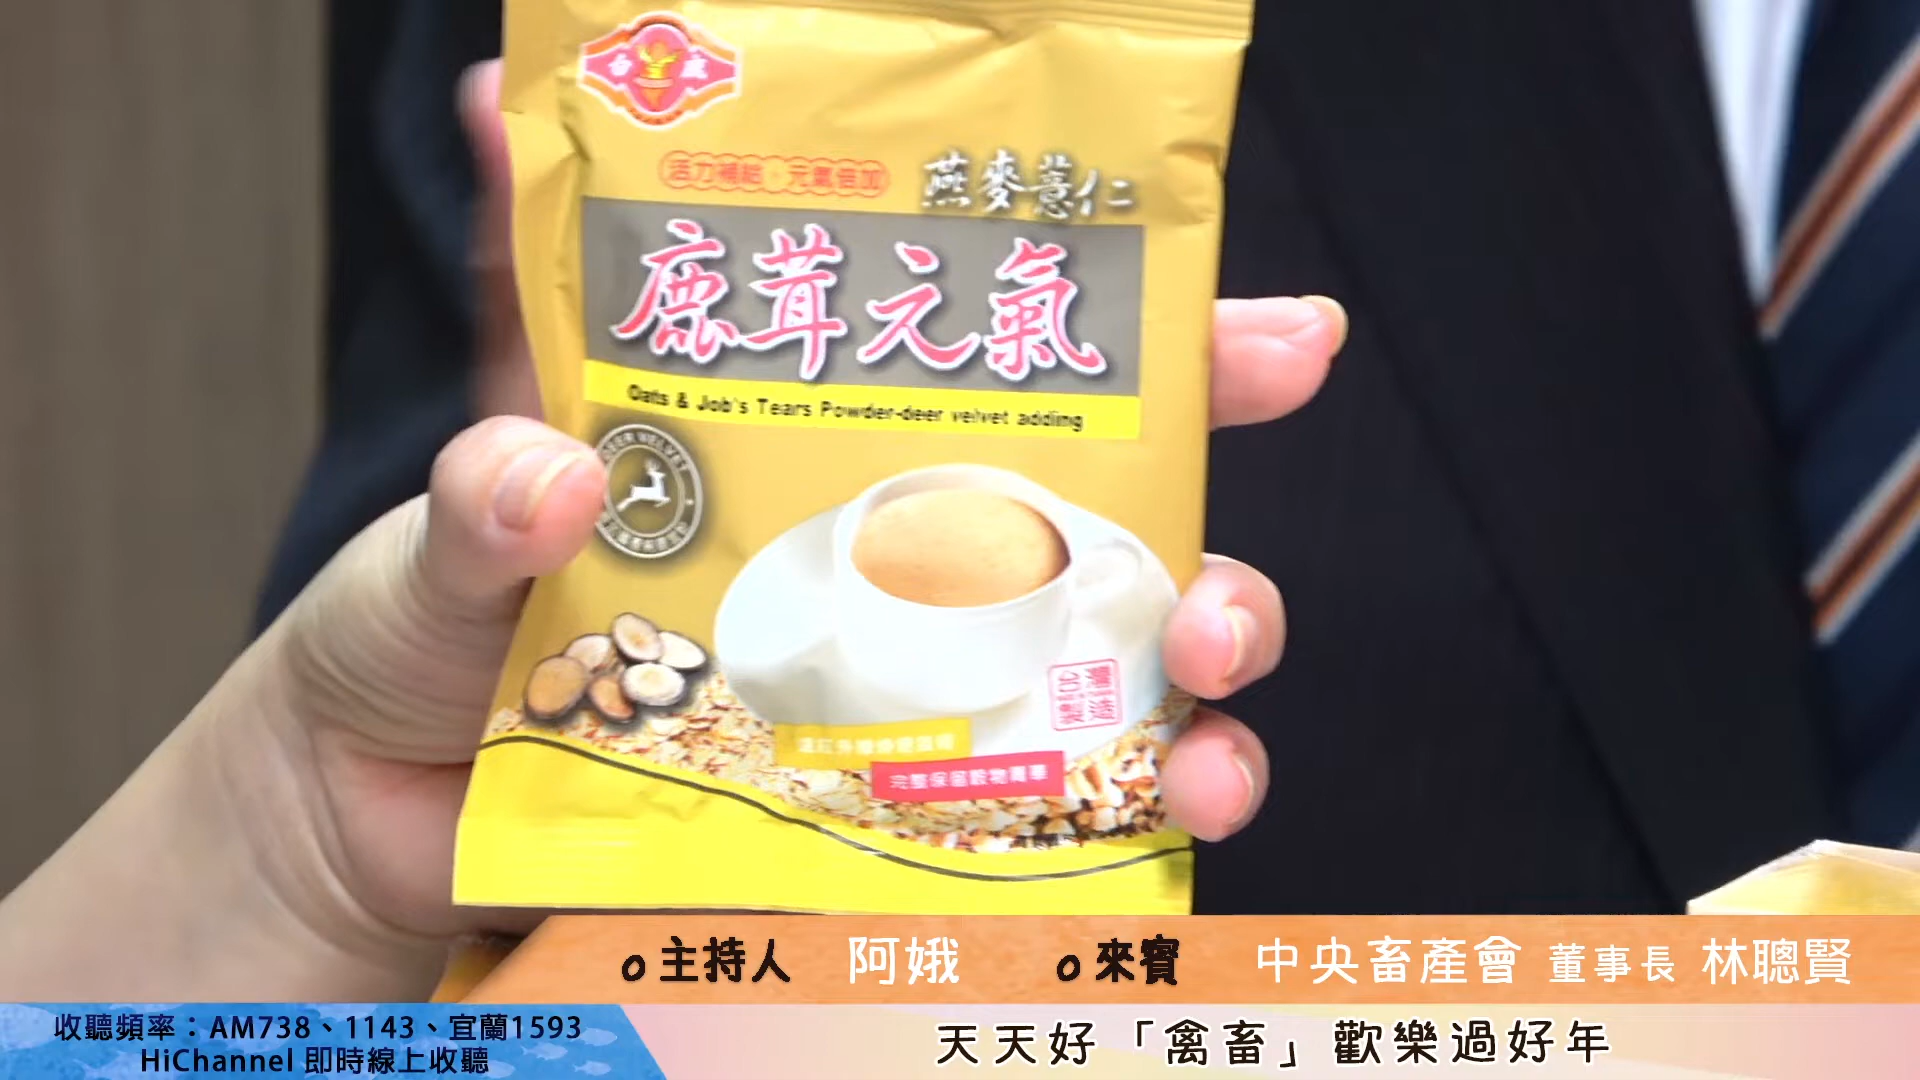 活力補給 元氣倍加
燕麥薏仁
鹿茸元氣
Oats & Job's Tears Powder-deer velvet adding
DEER VELVET
完整保留穀物菁華
主持人 阿娥 來賓 中央畜產會 董事長 林聰賢
收聽頻率：AM738、1143、宜蘭1593
HiChannel 即時線上收聽
天天好「禽畜」歡樂過好年